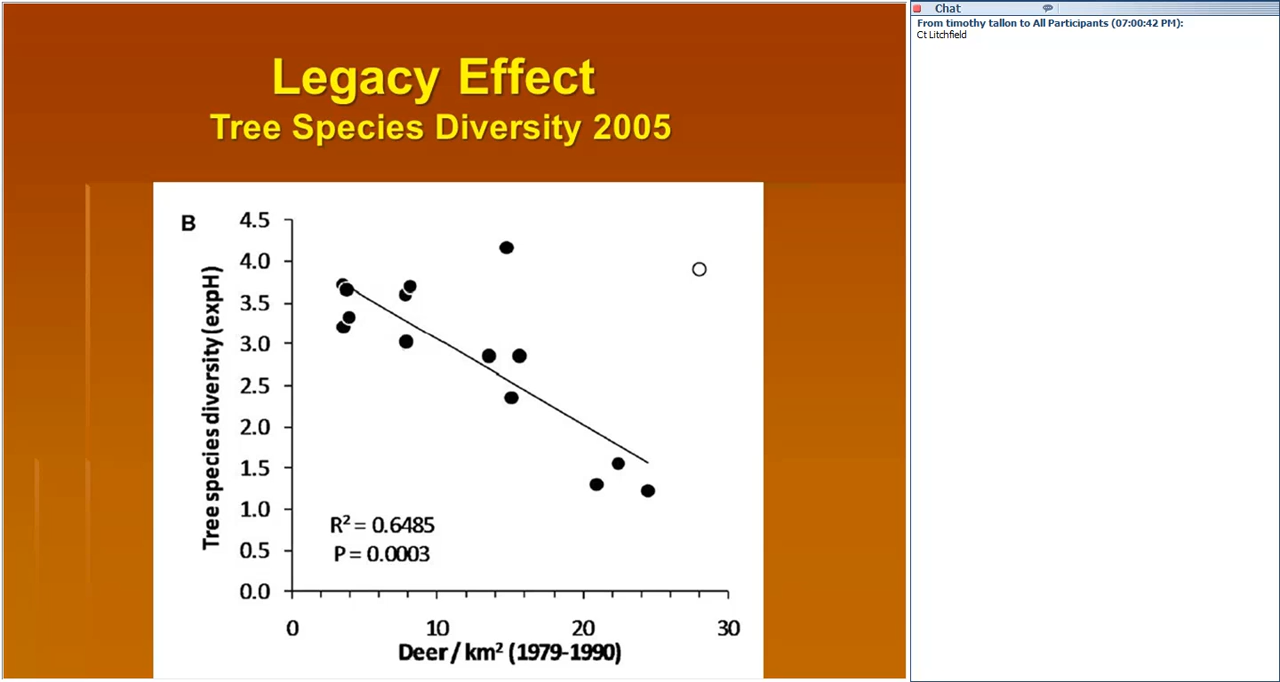 Legacy Effect
Tree Species Diversity 2005
B
Tree species diversity (expH)
4.5
4.0
3.5
3.0
2.5
2.0
1.5
1.0
0.5
0.0
R² = 0.6485
P = 0.0003
0 10 20 30
Deer / km² (1979-1990)
Chat
From timothy tallon to All Participants (07:00:42 PM):
Ct Litchfield